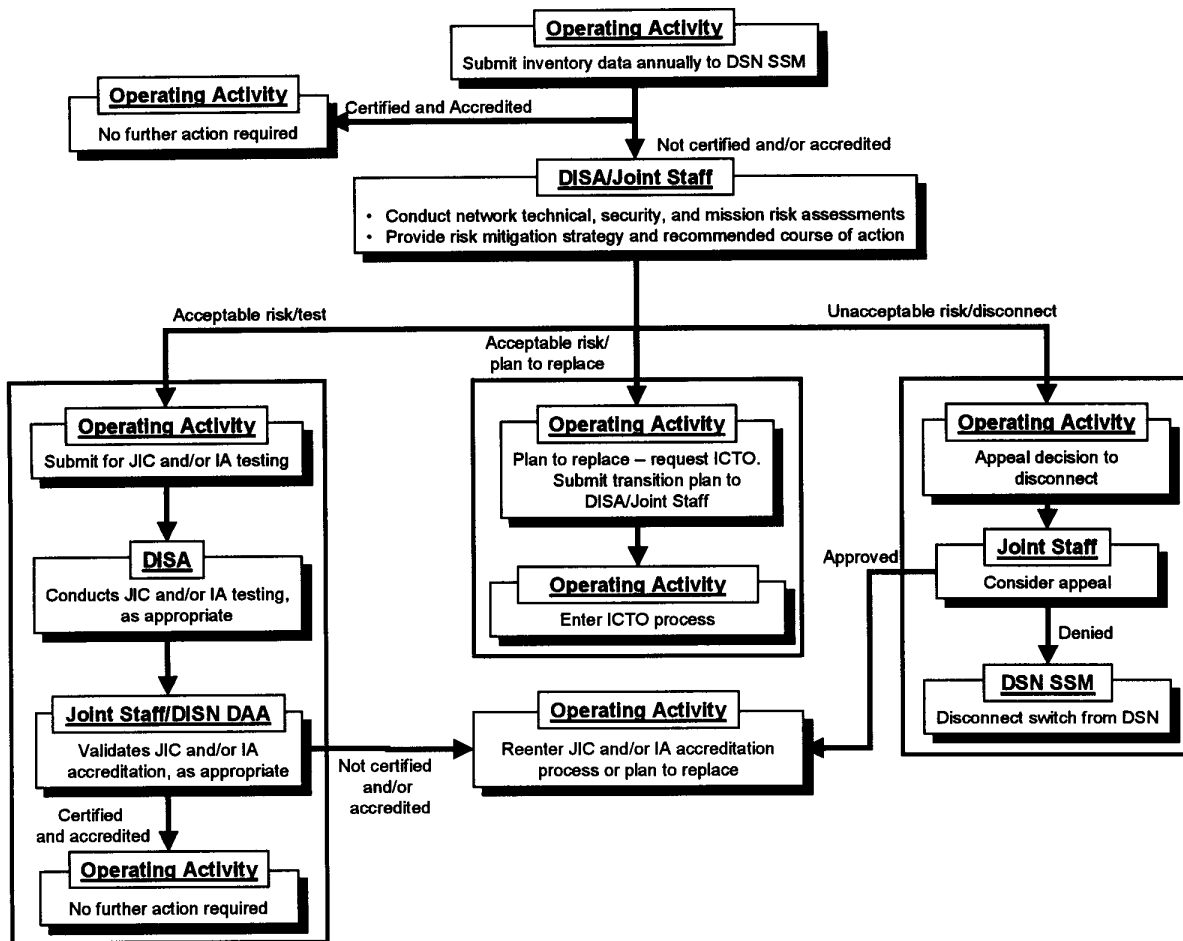 Operating Activity
Submit inventory data annually to DSN SSM
Operating Activity
No further action required
Certified and Accredited
Not certified and/or accredited
DISA/Joint Staff
• Conduct network technical, security, and mission risk assessments
• Provide risk mitigation strategy and recommended course of action
Acceptable risk/test
Acceptable risk/
plan to replace
Unacceptable risk/disconnect
Operating Activity
Submit for JIC and/or IA testing
DISA
Conducts JIC and/or IA testing,
as appropriate
Joint Staff/DISN DAA
Validates JIC and/or IA
accreditation, as appropriate
Certified
and accredited
Not certified
and/or
accredited
Operating Activity
No further action required
Operating Activity
Plan to replace – request ICTO.
Submit transition plan to
DISA/Joint Staff
Operating Activity
Enter ICTO process
Operating Activity
Reenter JIC and/or IA accreditation
process or plan to replace
Operating Activity
Appeal decision to
disconnect
Joint Staff
Consider appeal
Approved
Denied
DSN SSM
Disconnect switch from DSN